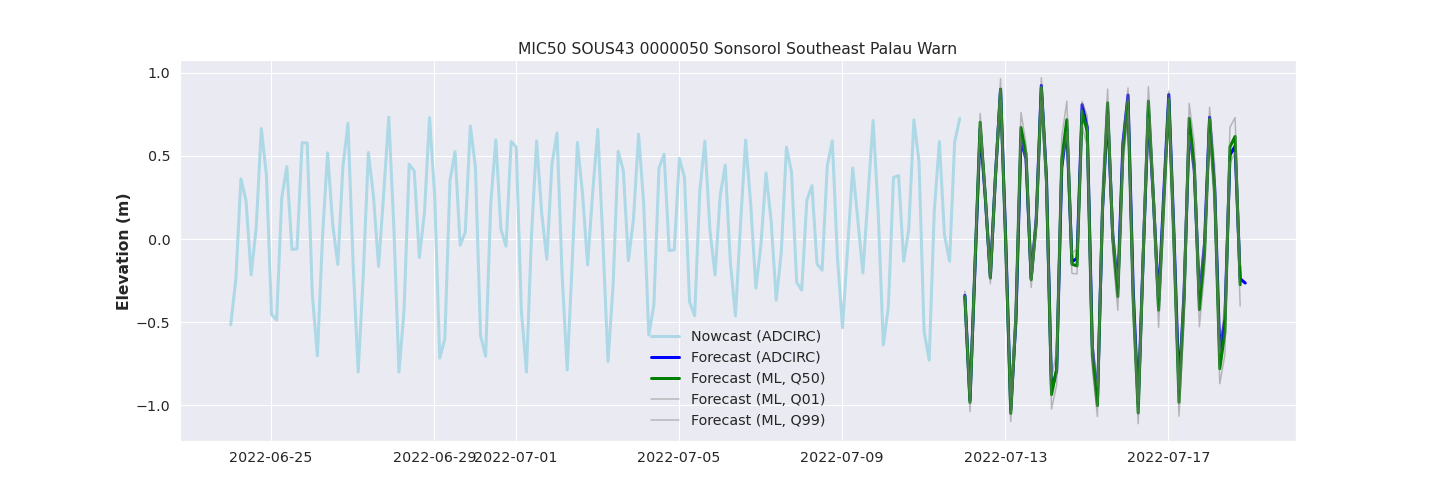 MIC50 SOUS43 0000050 Sonsorol Southeast Palau Warn
1.0
0.5
0.0
−0.5
−1.0
Elevation (m)
Nowcast (ADCIRC)
Forecast (ADCIRC)
Forecast (ML, Q50)
Forecast (ML, Q01)
Forecast (ML, Q99)
2022-06-25 2022-06-29 2022-07-01 2022-07-05 2022-07-09 2022-07-13 2022-07-17